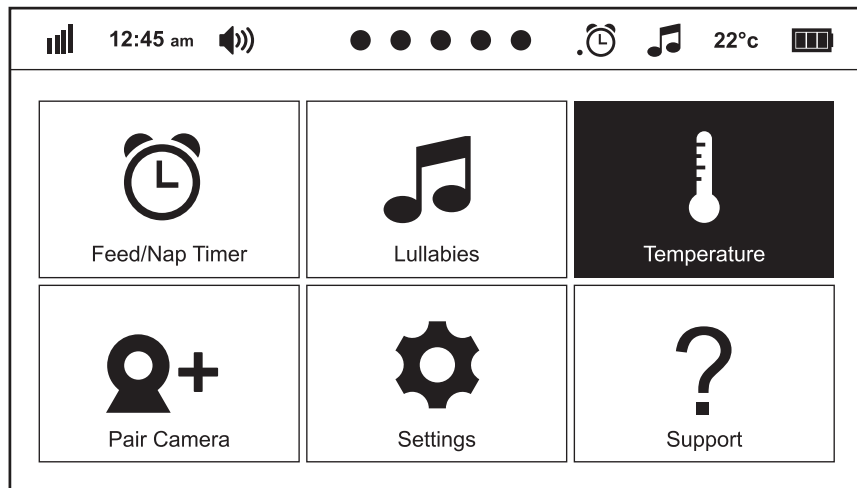 12:45 am 22°c
Feed/Nap Timer Lullabies Temperature
Pair Camera Settings Support